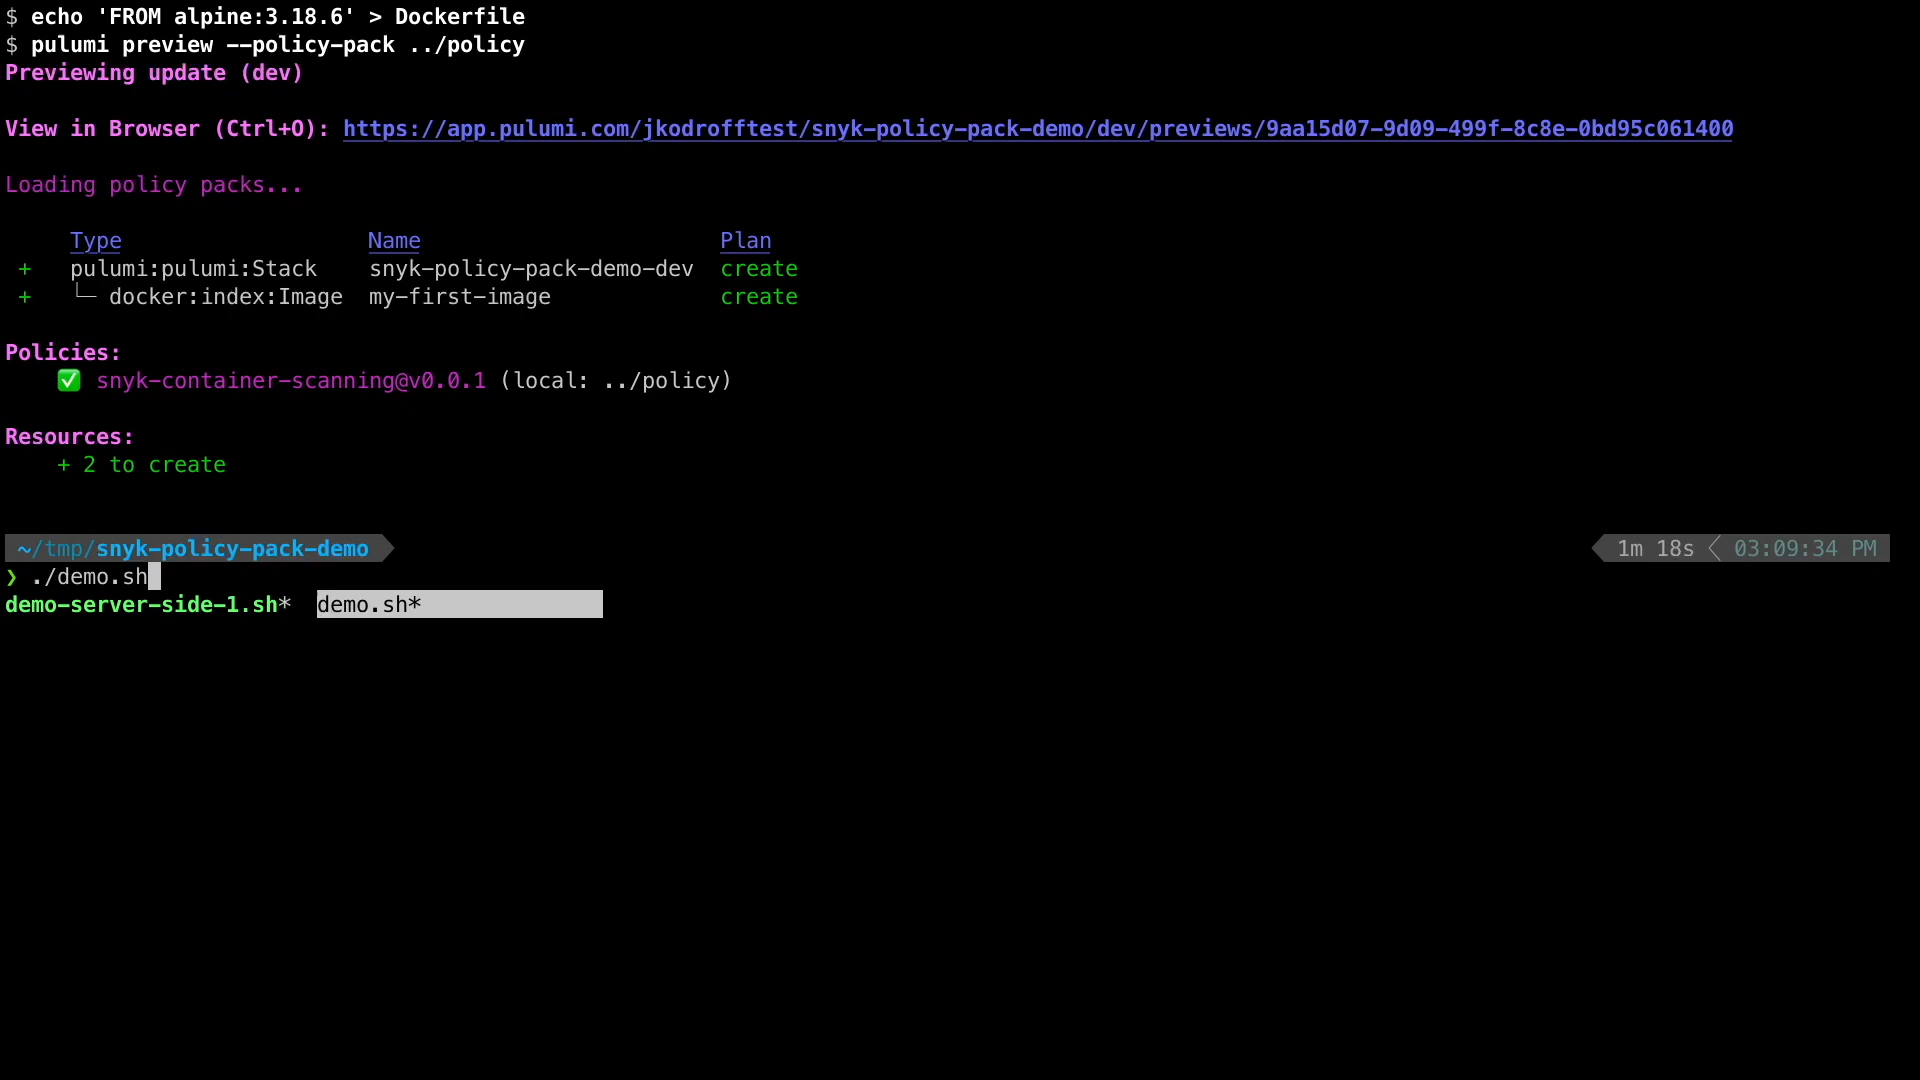 $ echo 'FROM alpine:3.18.6' > Dockerfile
$ pulumi preview --policy-pack ../policy
Previewing update (dev)
View in Browser (Ctrl+O): https://app.pulumi.com/jkodrofftest/snyk-policy-pack-demo/dev/previews/9aa15d07-9d09-499f-8c8e-0bd95c061400
Loading policy packs...
Type Name Plan
+ pulumi:pulumi:Stack snyk-policy-pack-demo-dev create
+ └─ docker:index:Image my-first-image create
Policies:
✅ snyk-container-scanning@v0.0.1 (local: ../policy)
Resources:
+ 2 to create
~/tmp/snyk-policy-pack-demo 1m 18s 03:09:34 PM
❯ ./demo.sh
demo-server-side-1.sh* demo.sh*